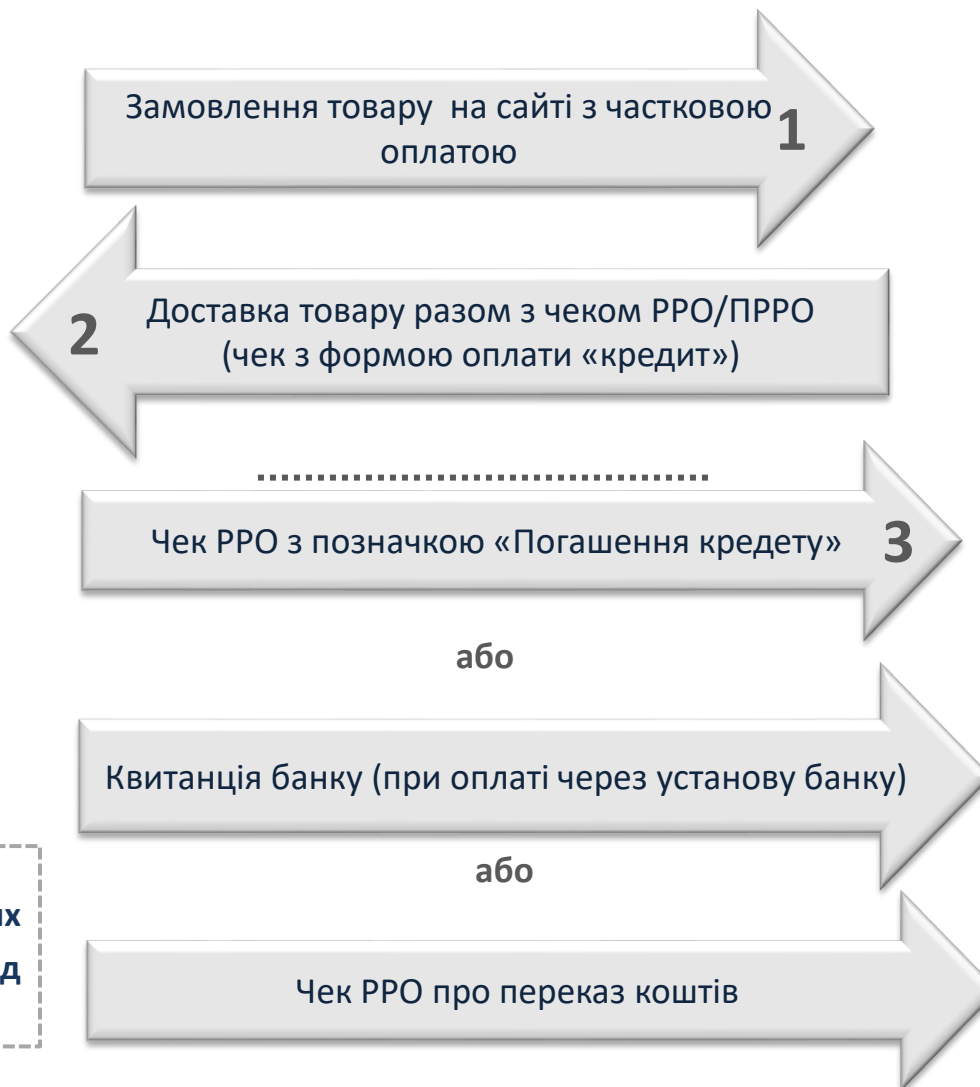 Замовлення товару на сайті з частковою
оплатою
1
2
Доставка товару разом з чеком РРО/ПРРО
(чек з формою оплати «кредит»)
Чек РРО з позначкою «Погашення кредету»
3
або
Квитанція банку (при оплаті через установу банку)
або
Чек РРО про переказ коштів